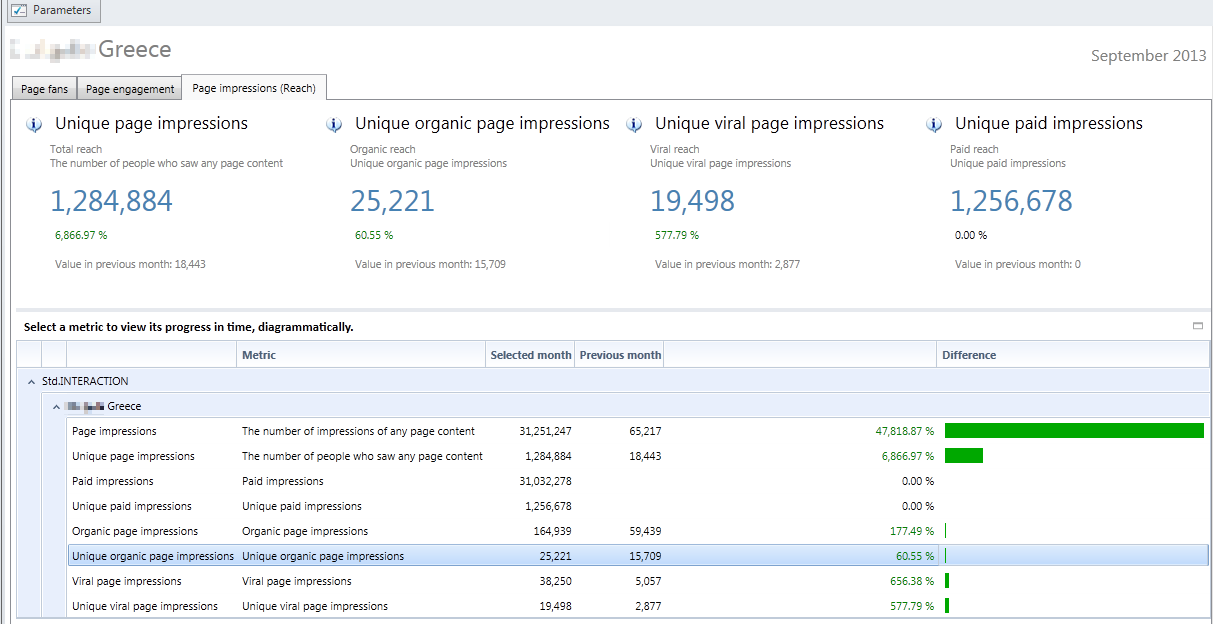 Parameters
Greece
September 2013
Page fans Page engagement Page impressions (Reach)
Unique page impressions
Total reach
The number of people who saw any page content
1,284,884
6,866.97 %
Value in previous month: 18,443
Unique organic page impressions
Organic reach
Unique organic page impressions
25,221
60.55 %
Value in previous month: 15,709
Unique viral page impressions
Viral reach
Unique viral page impressions
19,498
577.79 %
Value in previous month: 2,877
Unique paid impressions
Paid reach
Unique paid impressions
1,256,678
0.00 %
Value in previous month: 0
Select a metric to view its progress in time, diagrammatically.
Metric Selected month Previous month Difference
Std.INTERACTION
Greece
Page impressions The number of impressions of any page content 31,251,247 65,217 47,818.87 %
Unique page impressions The number of people who saw any page content 1,284,884 18,443 6,866.97 %
Paid impressions Paid impressions 31,032,278 0.00 %
Unique paid impressions Unique paid impressions 1,256,678 0.00 %
Organic page impressions Organic page impressions 164,939 59,439 177.49 %
Unique organic page impressions Unique organic page impressions 25,221 15,709 60.55 %
Viral page impressions Viral page impressions 38,250 5,057 656.38 %
Unique viral page impressions Unique viral page impressions 19,498 2,877 577.79 %